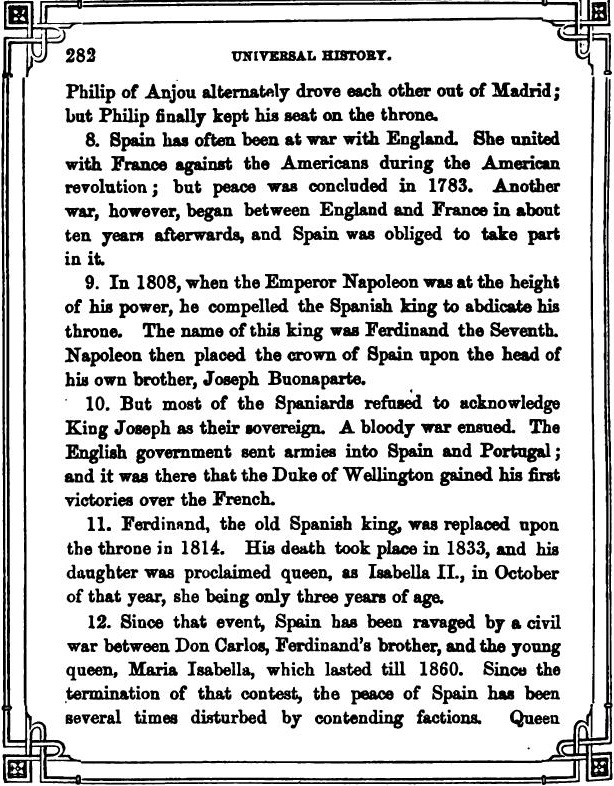 282 UNIVERSAL HISTORY.
Philip of Anjou alternately drove each other out of Madrid;
but Philip finally kept his seat on the throne.
8. Spain has often been at war with England. She united
with France against the Americans during the American
revolution; but peace was concluded in 1783. Another
war, however, began between England and France in about
ten years afterwards, and Spain was obliged to take part
in it.
9. In 1808, when the Emperor Napoleon was at the height
of his power, he compelled the Spanish king to abdicate his
throne. The name of this king was Ferdinand the Seventh.
Napoleon then placed the crown of Spain upon the head of
his own brother, Joseph Buonaparte.
10. But most of the Spaniards refused to acknowledge
King Joseph as their sovereign. A bloody war ensued. The
English government sent armies into Spain and Portugal;
and it was there that the Duke of Wellington gained his first
victories over the French.
11. Ferdinand, the old Spanish king, was replaced upon
the throne in 1814. His death took place in 1833, and his
daughter was proclaimed queen, as Isabella II., in October
of that year, she being only three years of age.
12. Since that event, Spain has been ravaged by a civil
war between Don Carlos, Ferdinand's brother, and the young
queen, Maria Isabella, which lasted till 1860. Since the
termination of that contest, the peace of Spain has been
several times disturbed by contending factions. Queen